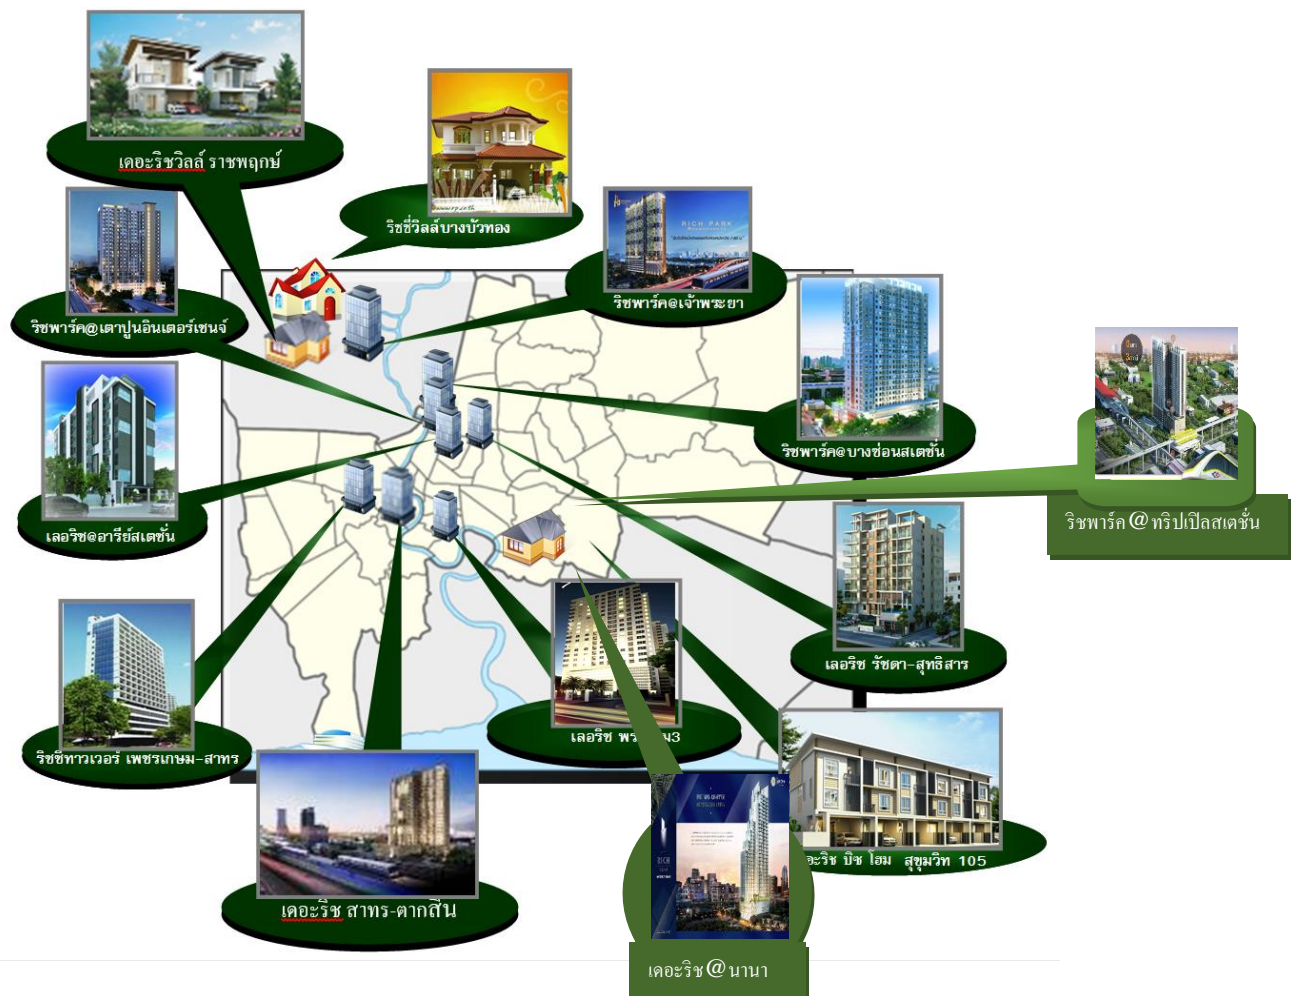 เดอะริชวิลล์ ราชพฤกษ์
ริชชี่วิลล์บางบัวทอง
RICH PARK
ริชพาร์ค@เจ้าพระยา
ริชพาร์ค@เตาปูนอินเตอร์เชนจ์
ริชพาร์ค@บางซ่อนสเตชั่น
ริชพาร์ค@ทริปเปิลสเตชั่น
เลอริช@อารีย์สเตชั่น
เลอริช รัชดา-สุทธิสาร
ริชชี่ทาวเวอร์ เพชรเกษม-สาทร
เลอริช
เดอะริช สาทร-ตากสิน
บิซ โฮม สุขุมวิท 105
เดอะริช@นานา